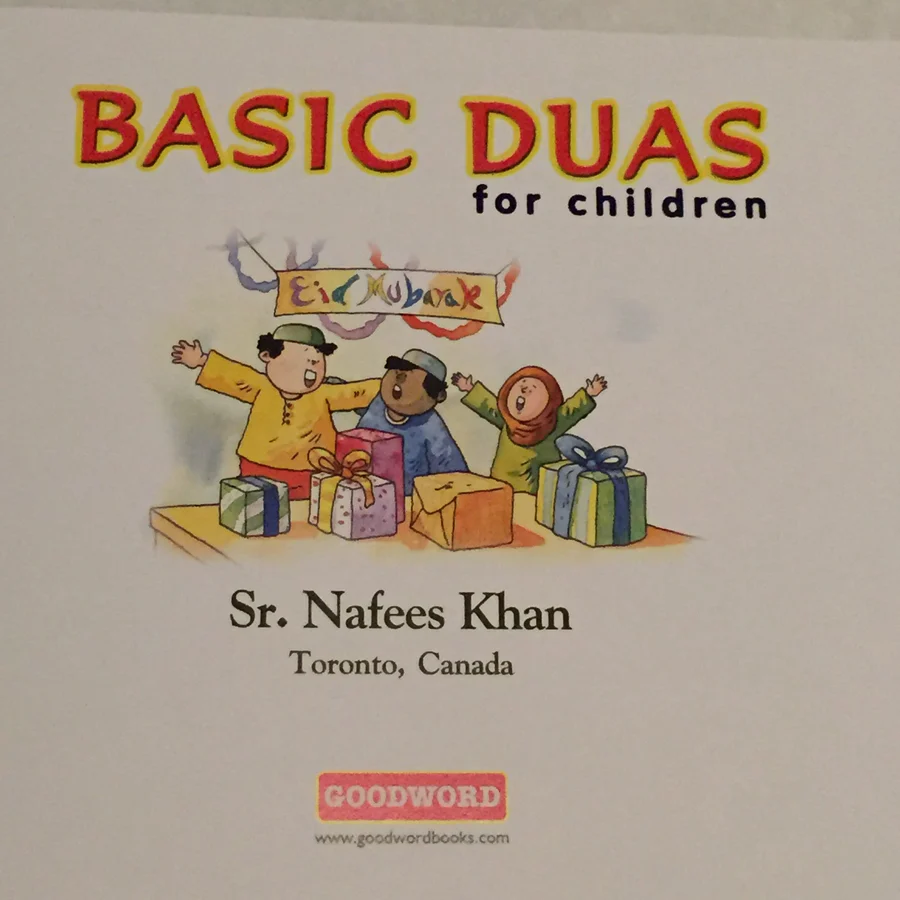 BASIC DUAS
for children
Eid Mubarak
Sr. Nafees Khan
Toronto, Canada
GOODWORD
www.goodwordbooks.com